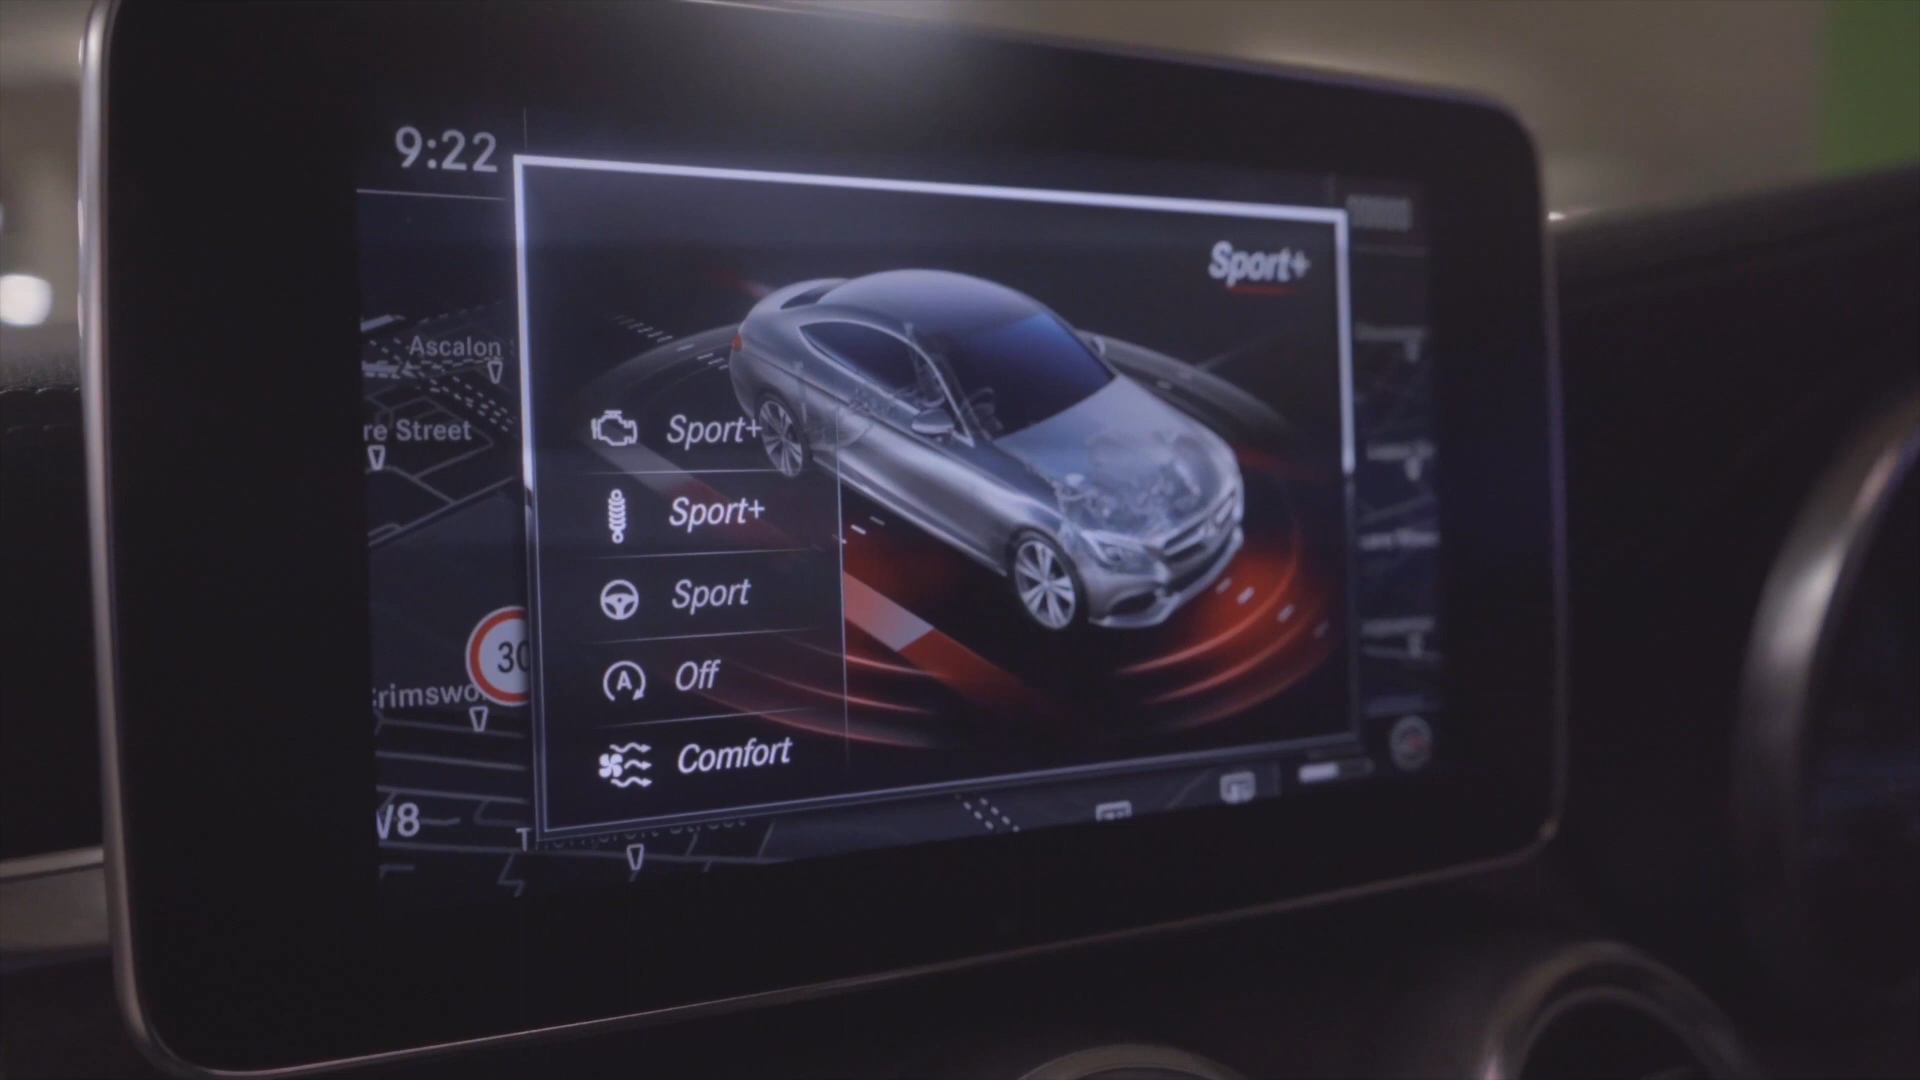 9:22
Sport+
Ascalon
re Street
Sport+
Sport+
Sport
30
Off
rimswo
Comfort
W8